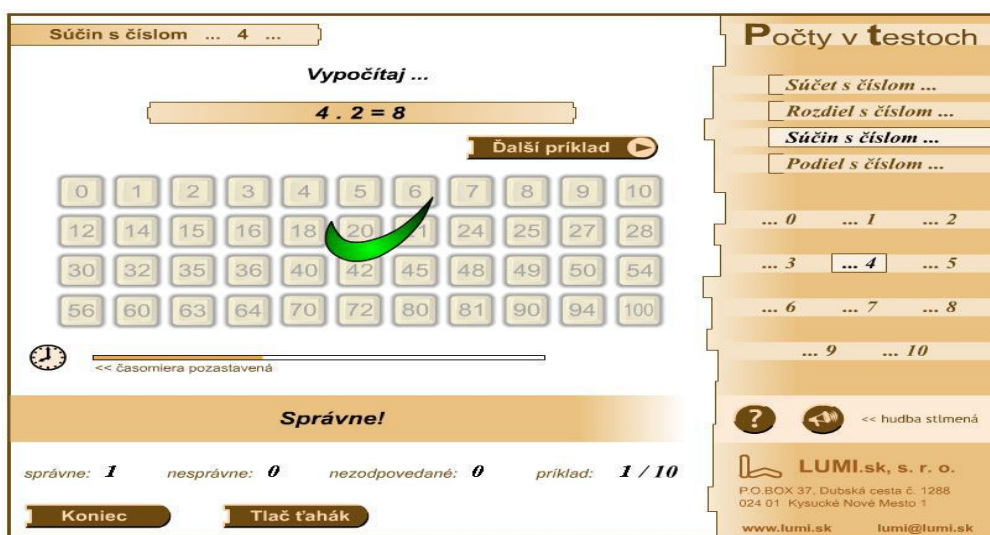 Súčin s číslom ... 4 ...
Vypočítaj ...
4 . 2 = 8
Ďalší príklad
0 1 2 3 4 5 6 7 8 9 10
12 14 15 16 18 20 21 24 25 27 28
30 32 35 36 40 42 45 48 49 50 54
56 60 63 64 70 72 80 81 90 94 100
<< časomiera pozastavená
Správne!
správne: 1 nesprávne: 0 nezodpovedané: 0 príklad: 1 / 10
Koniec Tlač ťahák
Počty v testoch
Súčet s číslom ...
Rozdiel s číslom ...
Súčin s číslom ...
Podiel s číslom ...
... 0 ... 1 ... 2
... 3 ... 4 ... 5
... 6 ... 7 ... 8
... 9 ... 10
? << hudba stlmená
LUMI.sk, s. r. o.
P.O.BOX 37, Dubská cesta č. 1288
024 01 Kysucké Nové Mesto 1
www.lumi.sk lumi@lumi.sk